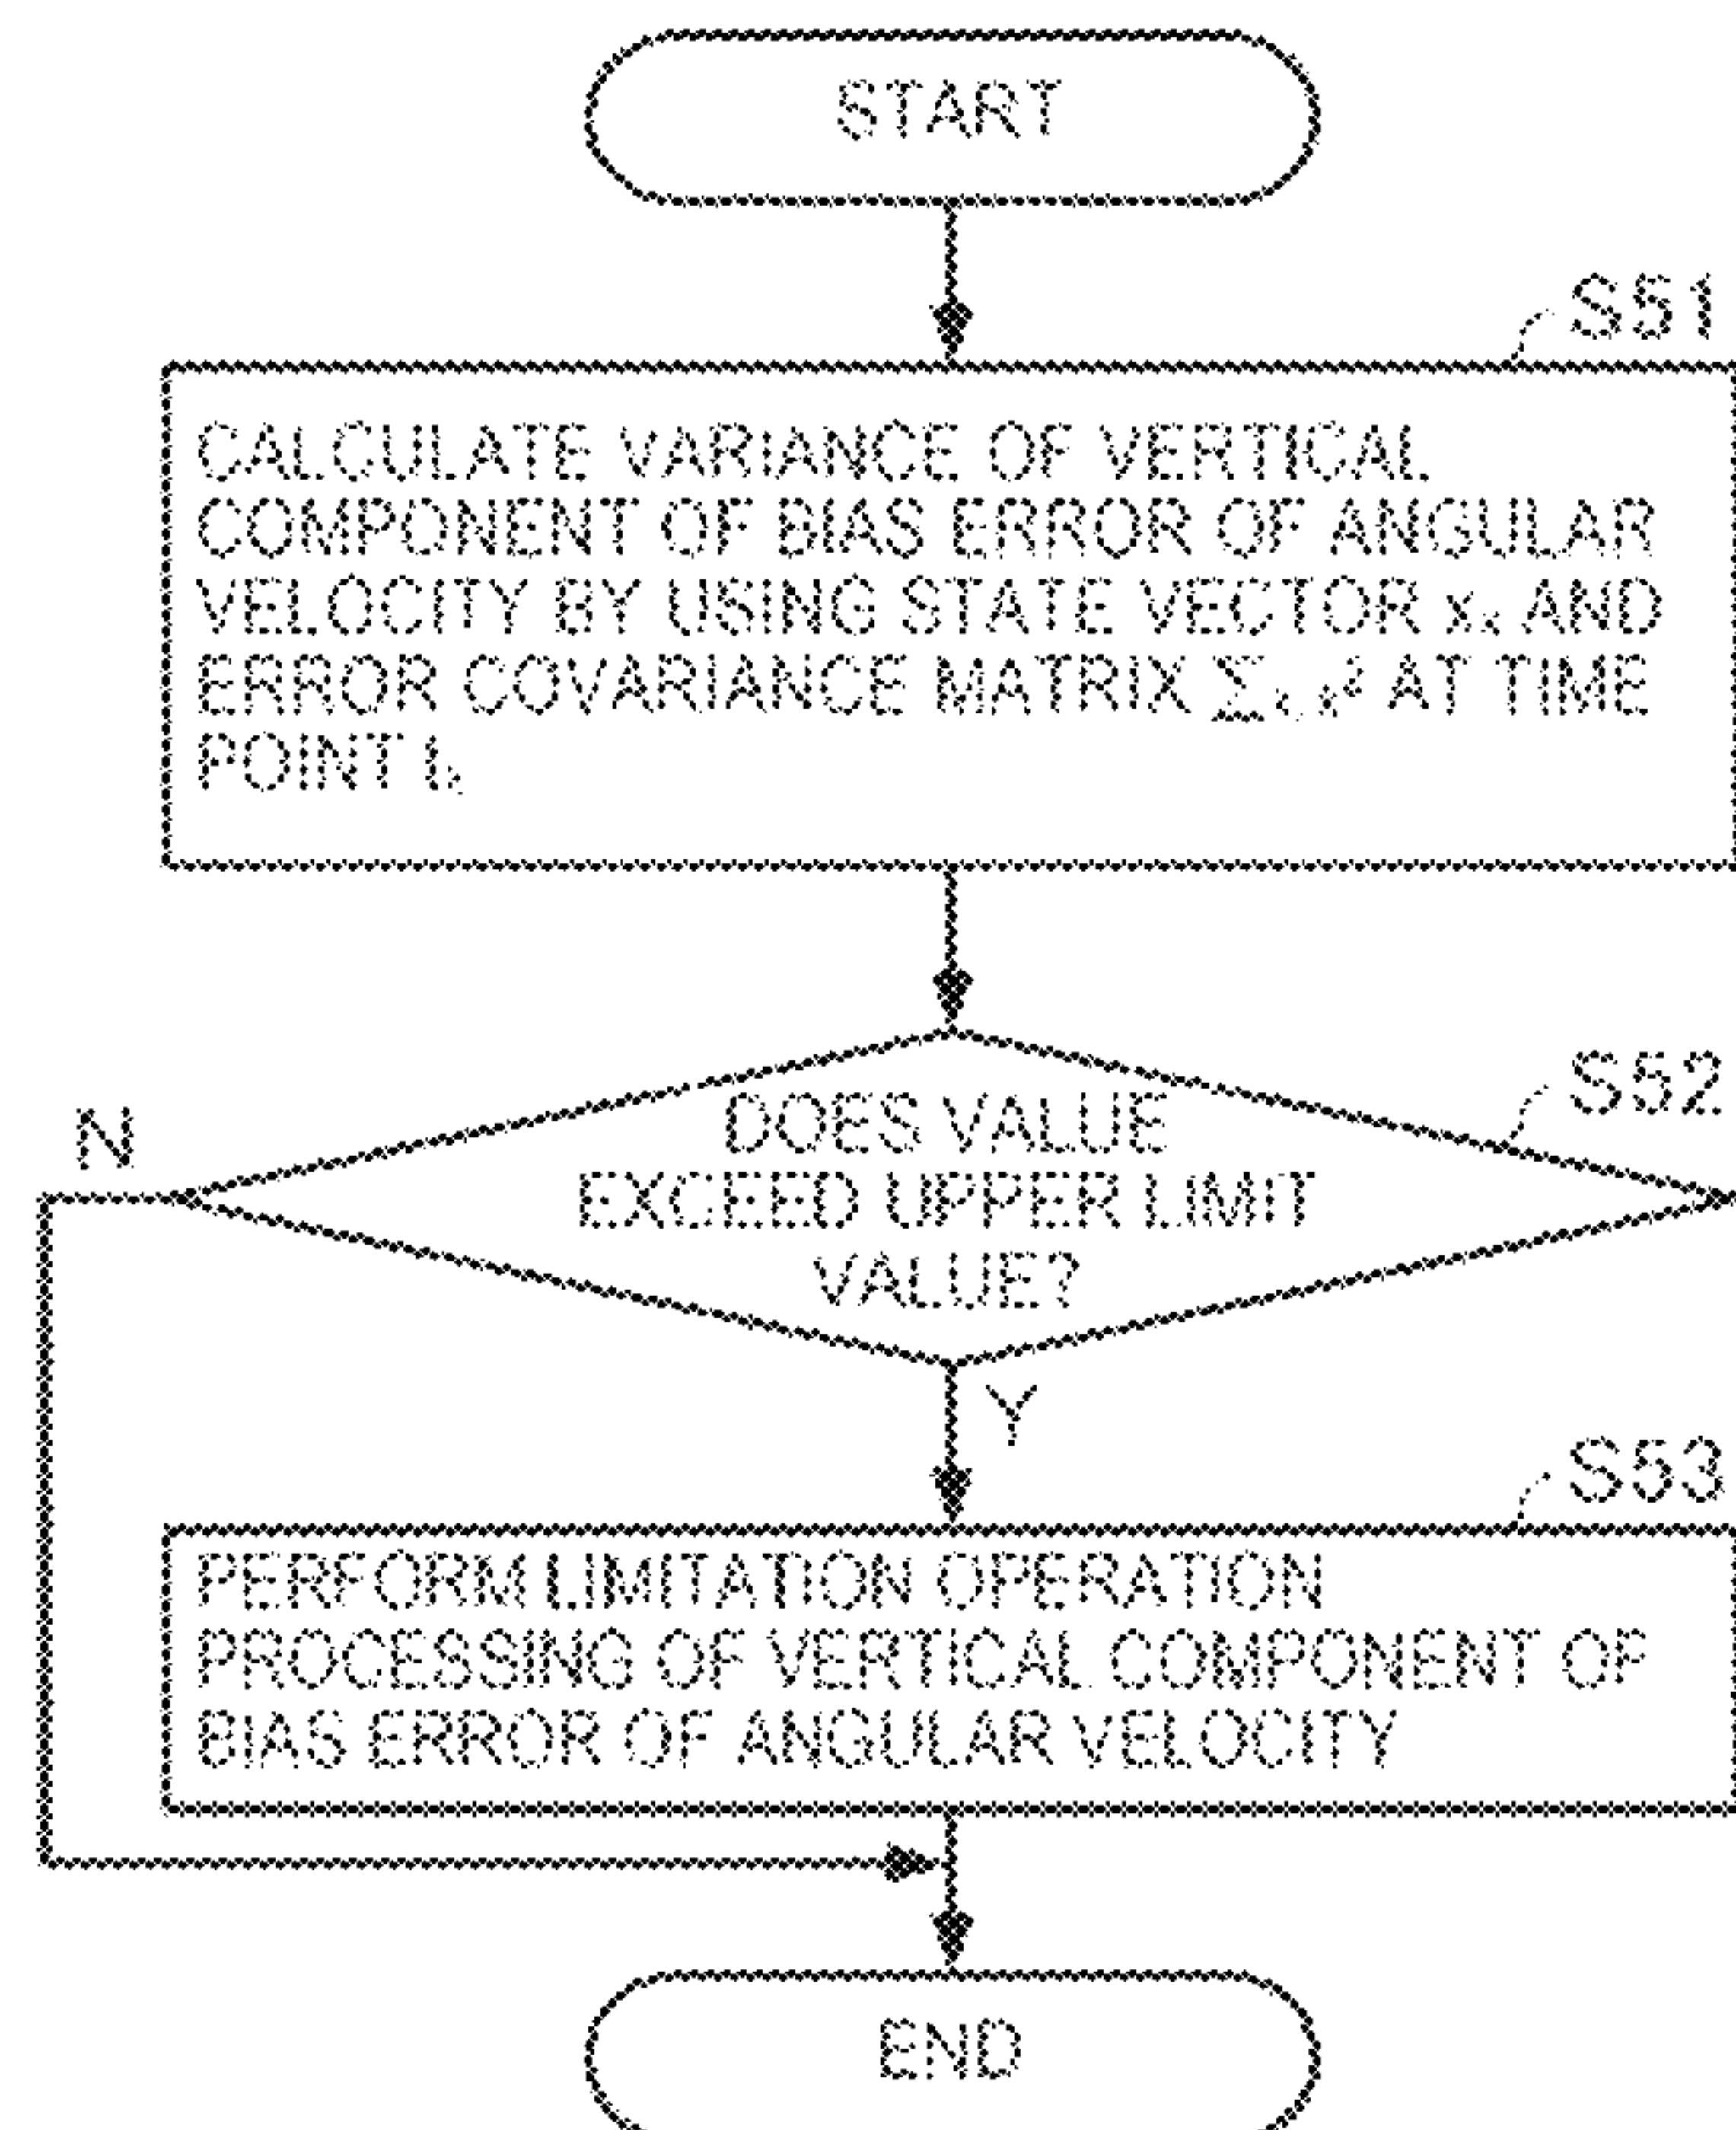 START
S51
CALCULATE VARIANCE OF VERTICAL
COMPONENT OF BIAS ERROR OF ANGULAR
VELOCITY BY USING STATE VECTOR xₖ AND
ERROR COVARIANCE MATRIX Σ AT TIME
POINT
S52
N
DOES VALUE
EXCEED UPPER LIMIT
VALUE?
Y
S53
PERFORM LIMITATION OPERATION
PROCESSING OF VERTICAL COMPONENT OF
BIAS ERROR OF ANGULAR VELOCITY
END